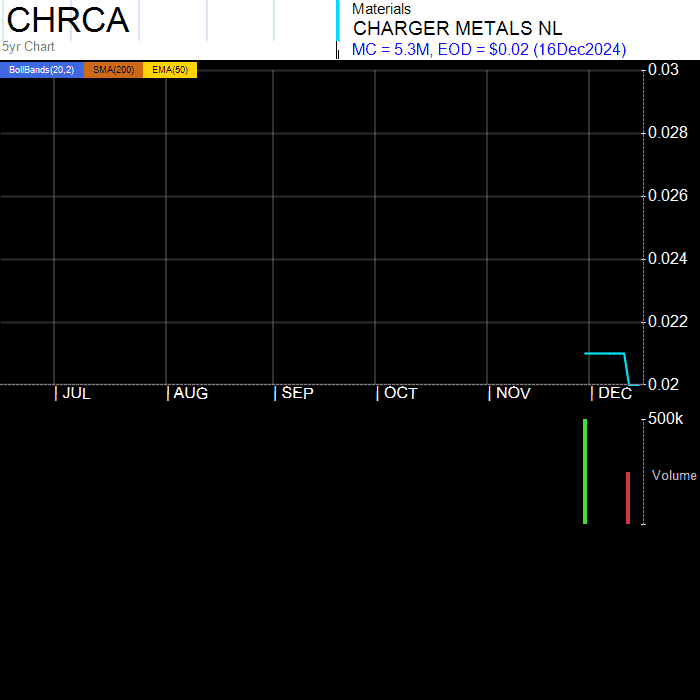 CHRCA
5yr Chart
Materials
CHARGER METALS NL
MC = 5.3M, EOD = $0.02 (16Dec2024)
BollBands(20,2) SMA(200) EMA(50)
0.03
0.028
0.026
0.024
0.022
0.02
| JUL | AUG | SEP | OCT | NOV | DEC
500k
Volume